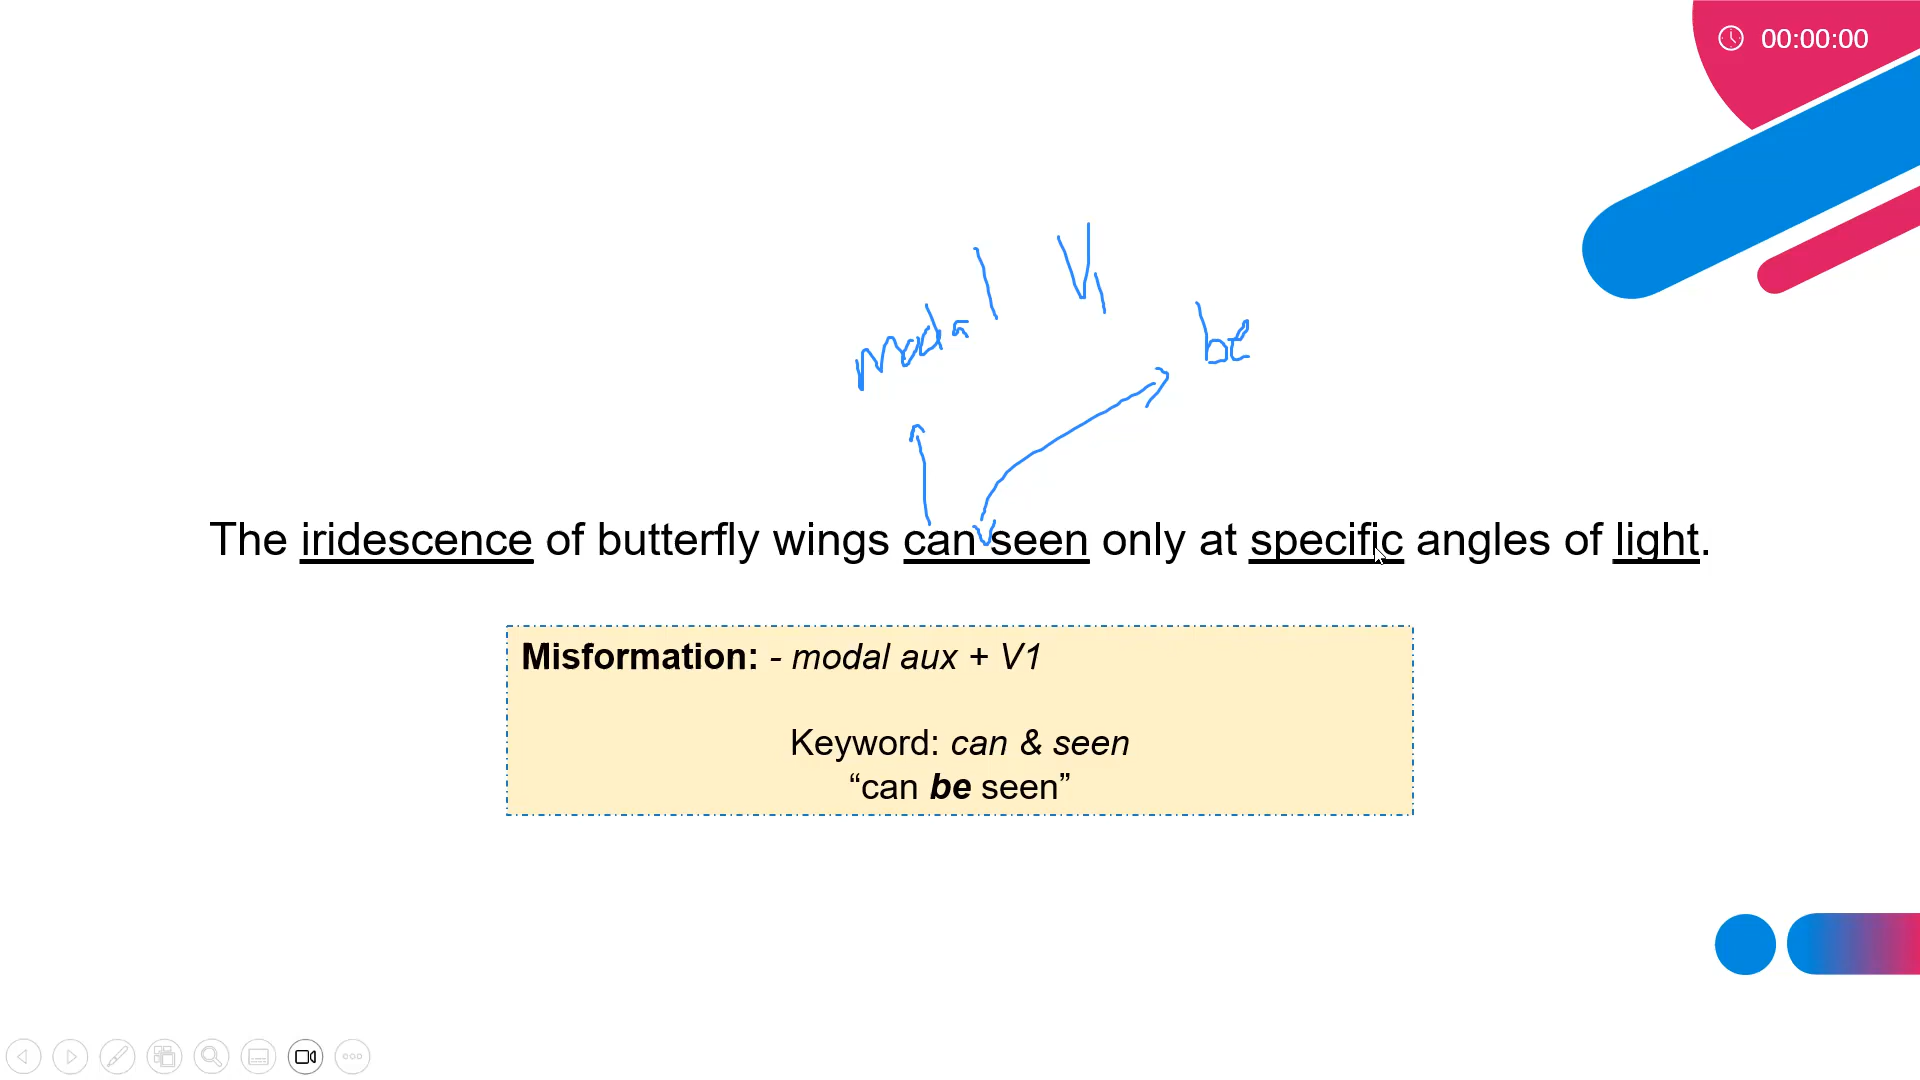 00:00:00
modal V1
be
The iridescence of butterfly wings can seen only at specific angles of light.
Misformation: - modal aux + V1
Keyword: can & seen
“can be seen”